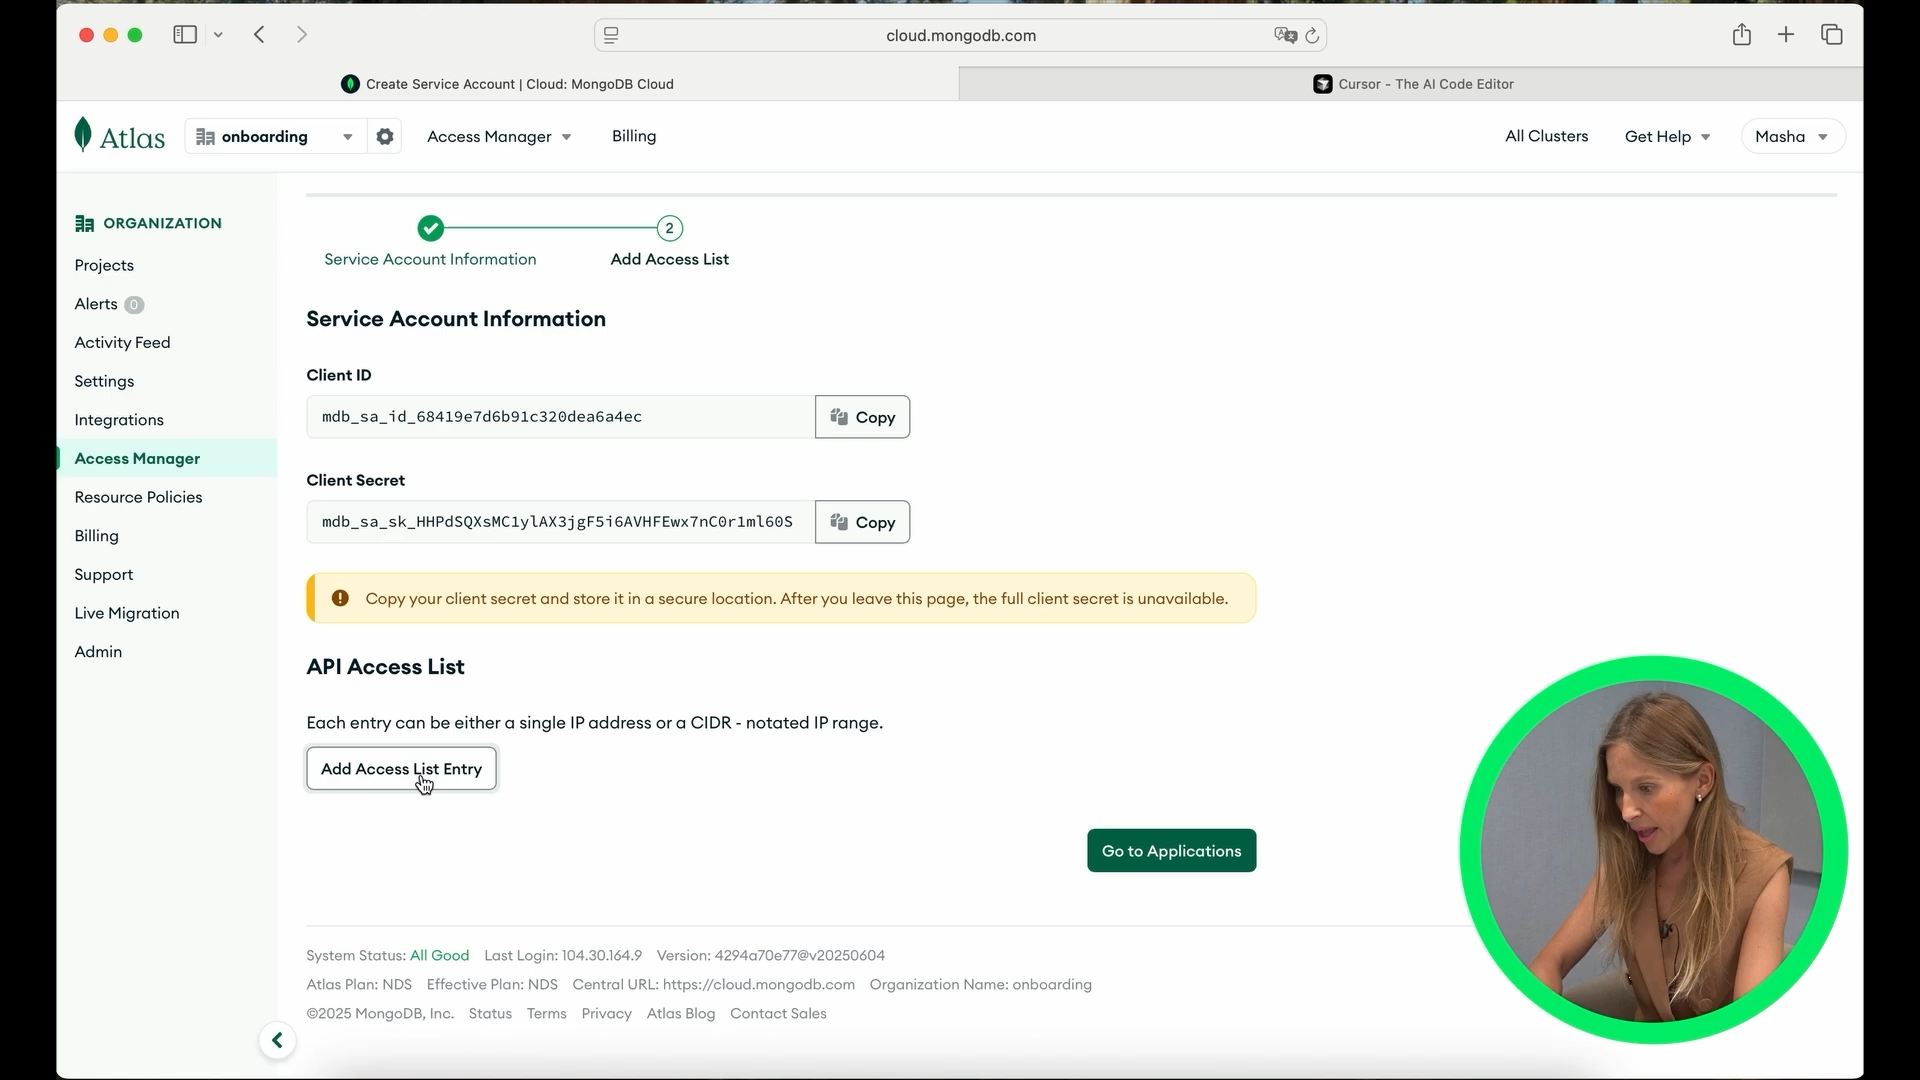 cloud.mongodb.com
Create Service Account | Cloud: MongoDB Cloud
Cursor - The AI Code Editor
Atlas
onboarding
Access Manager
Billing
All Clusters
Get Help
Masha
ORGANIZATION
Projects
Alerts 0
Activity Feed
Settings
Integrations
Access Manager
Resource Policies
Billing
Support
Live Migration
Admin
2
Service Account Information
Add Access List
Service Account Information
Client ID
mdb_sa_id_68419e7d6b91c320dea6a4ec
Copy
Client Secret
mdb_sa_sk_HHPdSQXsMC1ylAX3jgF5i6AVHFEwx7nC0r1ml60S
Copy
Copy your client secret and store it in a secure location. After you leave this page, the full client secret is unavailable.
API Access List
Each entry can be either a single IP address or a CIDR - notated IP range.
Add Access List Entry
Go to Applications
System Status: All Good Last Login: 104.30.164.9 Version: 4294a70e77@v20250604
Atlas Plan: NDS Effective Plan: NDS Central URL: https://cloud.mongodb.com Organization Name: onboarding
©2025 MongoDB, Inc. Status Terms Privacy Atlas Blog Contact Sales